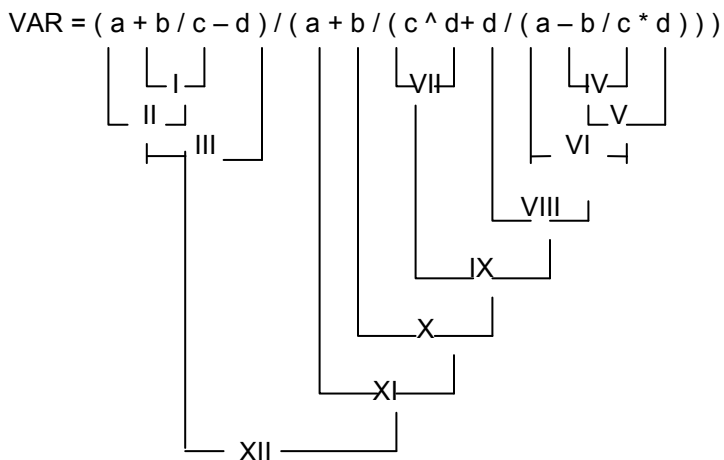 VAR = ( a + b / c – d ) / ( a + b / ( c ^ d+ d / ( a – b / c * d ) ) )
I VII IV
II V
III VI
VIII
IX
X
XI
XII